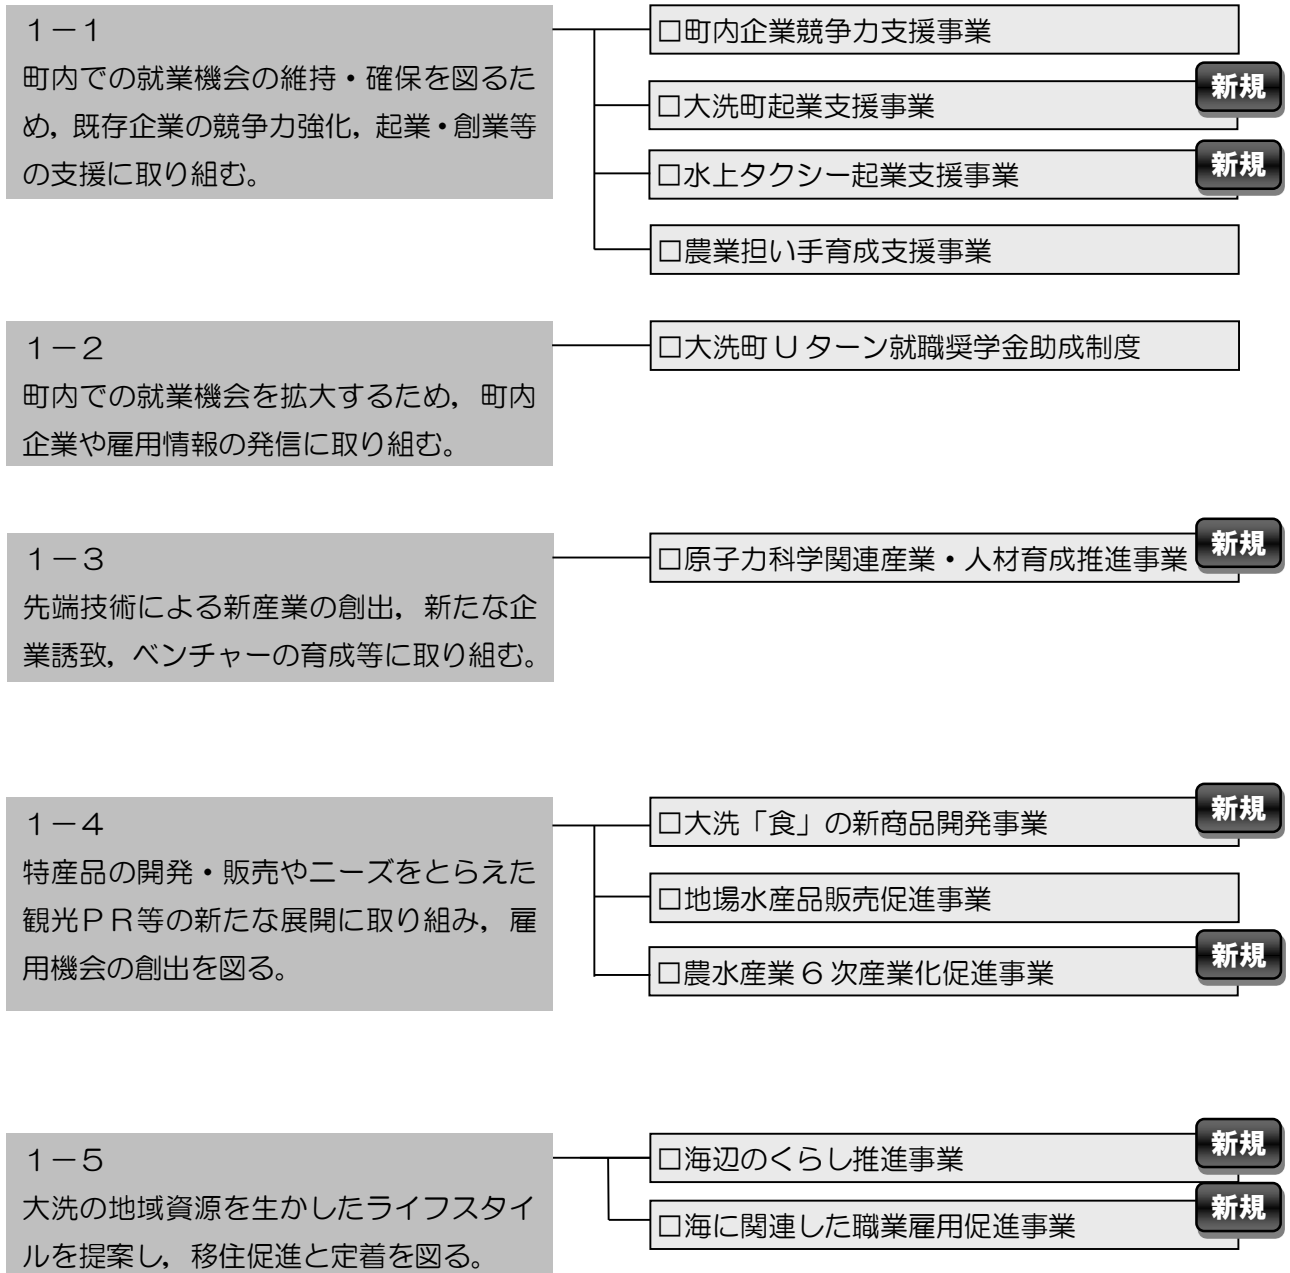 １－１
町内での就業機会の維持・確保を図るた
め，既存企業の競争力強化，起業・創業等
の支援に取り組む。
□町内企業競争力支援事業
□大洗町起業支援事業
新規
□水上タクシー起業支援事業
新規
□農業担い手育成支援事業
１－２
町内での就業機会を拡大するため，町内
企業や雇用情報の発信に取り組む。
□大洗町Ｕターン就職奨学金助成制度
１－３
先端技術による新産業の創出，新たな企
業誘致，ベンチャーの育成等に取り組む。
□原子力科学関連産業・人材育成推進事業
新規
１－４
特産品の開発・販売やニーズをとらえた
観光ＰＲ等の新たな展開に取り組み，雇
用機会の創出を図る。
□大洗「食」の新商品開発事業
新規
□地場水産品販売促進事業
□農水産業６次産業化促進事業
新規
１－５
大洗の地域資源を生かしたライフスタイ
ルを提案し，移住促進と定着を図る。
□海辺のくらし推進事業
新規
□海に関連した職業雇用促進事業
新規